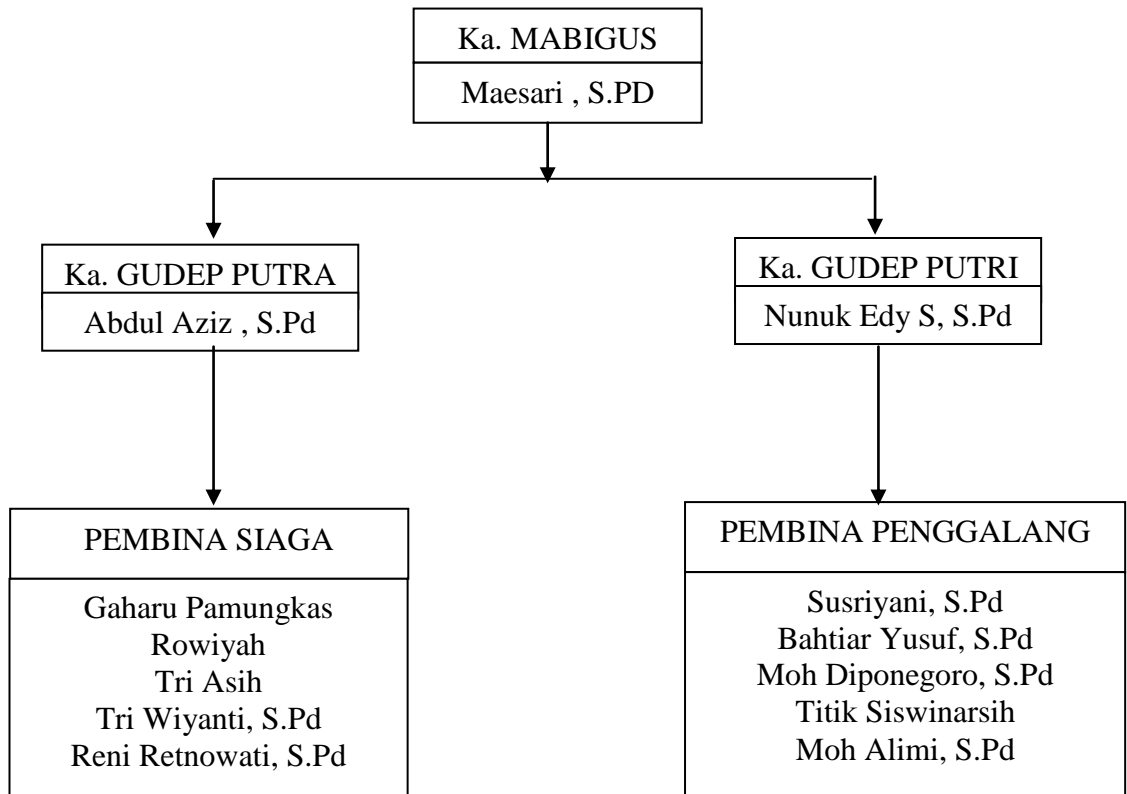 Ka. MABIGUS
Maesari , S.PD
Ka. GUDEP PUTRA
Abdul Aziz , S.Pd
Ka. GUDEP PUTRI
Nunuk Edy S, S.Pd
PEMBINA SIAGA
Gaharu Pamungkas
Rowiyah
Tri Asih
Tri Wiyanti, S.Pd
Reni Retnowati, S.Pd
PEMBINA PENGGALANG
Susriyani, S.Pd
Bahtiar Yusuf, S.Pd
Moh Diponegoro, S.Pd
Titik Siswinarsih
Moh Alimi, S.Pd